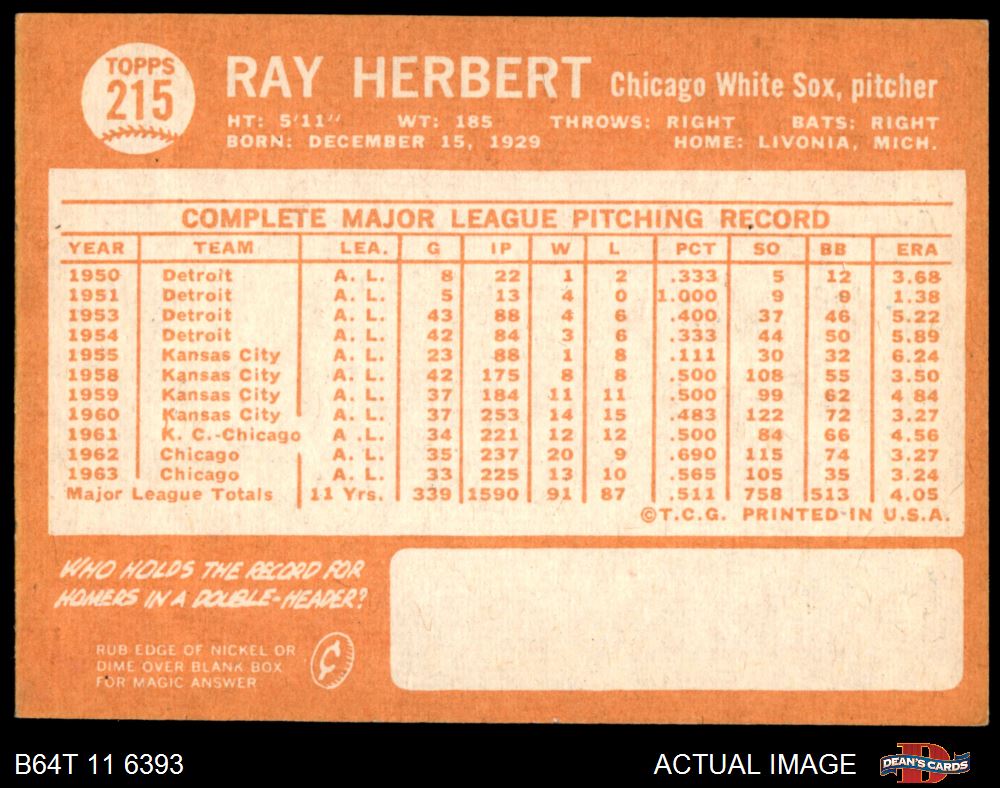 TOPPS
215
RAY HERBERT Chicago White Sox, pitcher
HT: 5'11" WT: 185 THROWS: RIGHT BATS: RIGHT
BORN: DECEMBER 15, 1929 HOME: LIVONIA, MICH.
COMPLETE MAJOR LEAGUE PITCHING RECORD
YEAR TEAM LEA. G IP W L PCT SO BB ERA
1950 Detroit A. L. 8 22 1 2 .333 5 12 3.68
1951 Detroit A. L. 5 13 4 0 1.000 9 9 1.38
1953 Detroit A. L. 43 88 4 6 .400 37 46 5.22
1954 Detroit A. L. 42 84 3 6 .333 44 50 5.89
1955 Kansas City A. L. 23 88 1 8 .111 30 32 6.24
1958 Kansas City A. L. 42 175 8 8 .500 108 55 3.50
1959 Kansas City A. L. 37 184 11 11 .500 99 62 4.84
1960 Kansas City A. L. 37 253 14 15 .483 122 72 3.27
1961 K. C.-Chicago A .L. 34 221 12 12 .500 84 66 4.56
1962 Chicago A. L. 35 237 20 9 .690 115 74 3.27
1963 Chicago A. L. 33 225 13 10 .565 105 35 3.24
Major League Totals 11 Yrs. 339 1590 91 87 .511 758 513 4.05
©T.C.G. PRINTED IN U.S.A.
WHO HOLDS THE RECORD FOR
HOMERS IN A DOUBLE-HEADER?
RUB EDGE OF NICKEL OR
DIME OVER BLANK BOX
FOR MAGIC ANSWER
B64T 11 6393 ACTUAL IMAGE DEAN'S CARDS